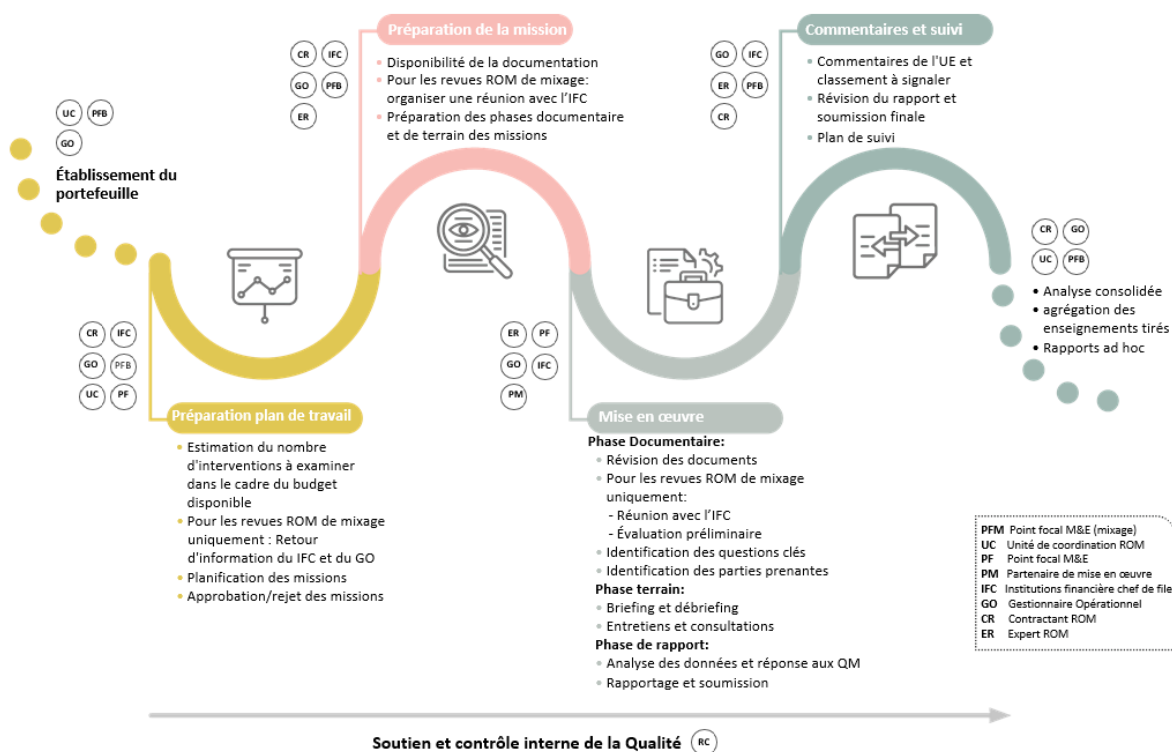 UC PFB
GO
Établissement du
portefeuille
CR IFC
GO PFB
UC PF
Préparation plan de travail
• Estimation du nombre
d'interventions à examiner
dans le cadre du budget
disponible
• Pour les revues ROM de mixage
uniquement : Retour
d'information du IFC et du GO
• Planification des missions
• Approbation/rejet des missions
CR IFC
GO PFB
ER
Préparation de la mission
• Disponibilité de la documentation
• Pour les revues ROM de mixage:
organiser une réunion avec l’IFC
• Préparation des phases documentaire
et de terrain des missions
ER PF
GO IFC
PM
Mise en œuvre
Phase Documentaire:
• Révision des documents
• Pour les revues ROM de mixage
uniquement:
- Réunion avec l’IFC
- Évaluation préliminaire
• Identification des questions clés
• Identification des parties prenantes
Phase terrain:
• Briefing et débriefing
• Entretiens et consultations
Phase de rapport:
• Analyse des données et réponse aux QM
• Rapportage et soumission
GO IFC
ER PFB
CR
Commentaires et suivi
• Commentaires de l'UE et
classement à signaler
• Révision du rapport et
soumission finale
• Plan de suivi
CR GO
UC PFB
• Analyse consolidée
• agrégation des
enseignements tirés
• Rapports ad hoc
PFM Point focal M&E (mixage)
UC Unité de coordination ROM
PF Point focal M&E
PM Partenaire de mise en œuvre
IFC Institutions financière chef de file
GO Gestionnaire Opérationnel
CR Contractant ROM
ER Expert ROM
Soutien et contrôle interne de la Qualité RC